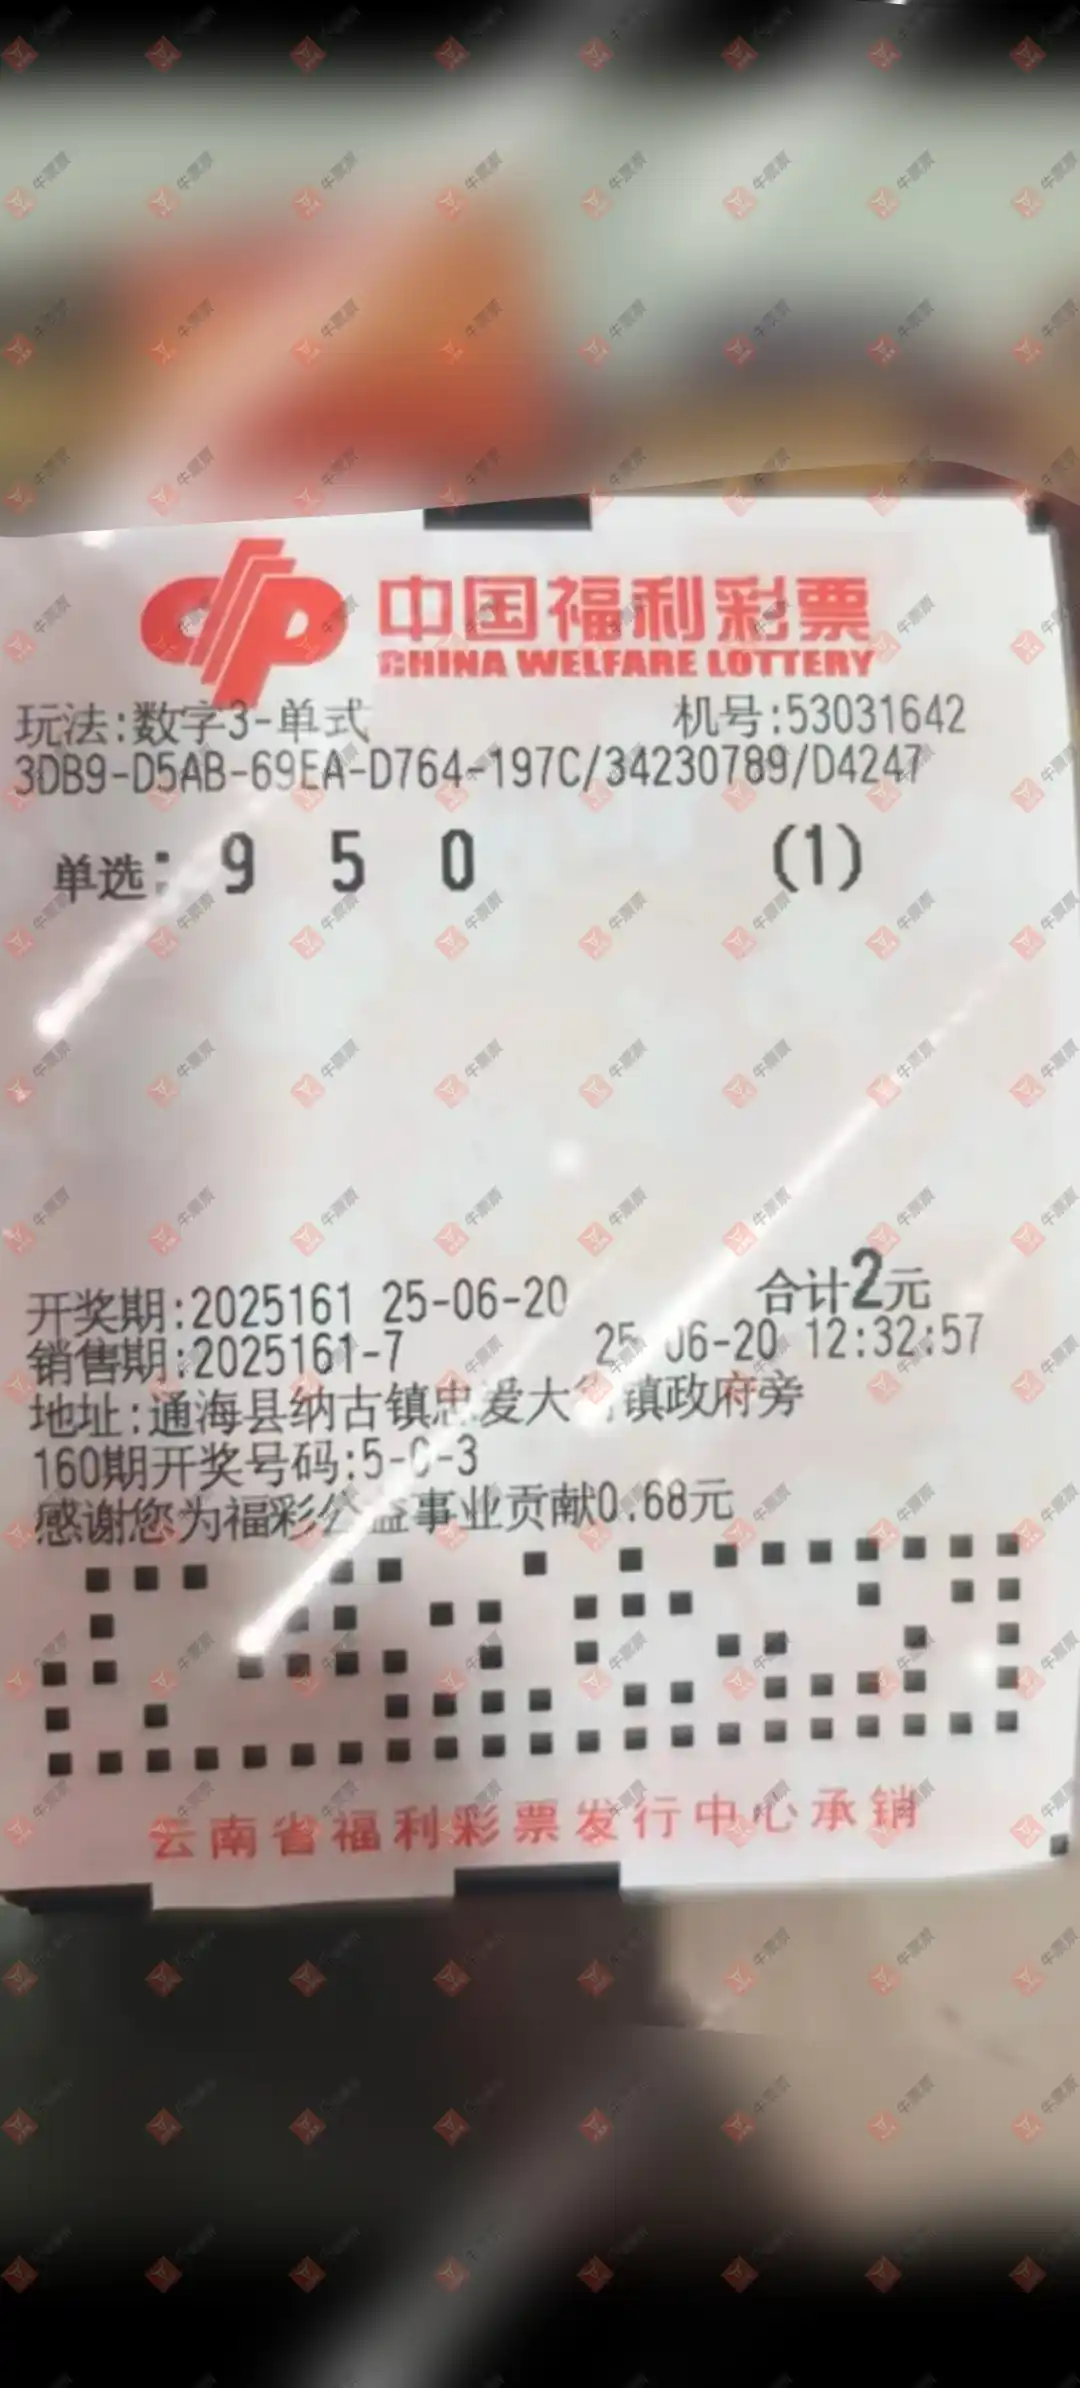 中国福利彩票
CHINA WELFARE LOTTERY
玩法:数字3-单式 机号:53031642
3DB9-D5AB-69EA-D764-197C/34230789/D4247
单选: 9 5 0 (1)
开奖期:2025161 25-06-20 合计2元
销售期:2025161-7 25 06-20 12:32:57
地址:通海县纳古镇忠爱大 镇政府旁
160期开奖号码:5-0-3
感谢您为福彩公益事业贡献0.68元
云南省福利彩票发行中心承销
牛票票